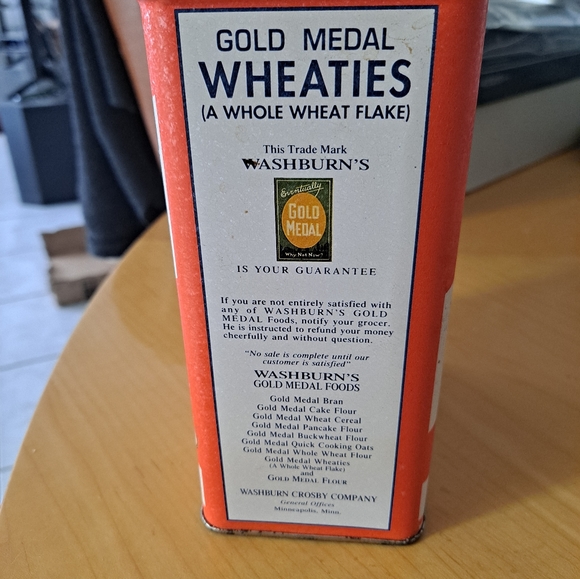 GOLD MEDAL
WHEATIES
(A WHOLE WHEAT FLAKE)
This Trade Mark
WASHBURN'S
Eventually
GOLD
MEDAL
Why Not Now?
IS YOUR GUARANTEE
If you are not entirely satisfied with
any of WASHBURN'S GOLD
MEDAL Foods, notify your grocer.
He is instructed to refund your money
cheerfully and without question.
"No sale is complete until our
customer is satisfied"
WASHBURN'S
GOLD MEDAL FOODS
Gold Medal Bran
Gold Medal Cake Flour
Gold Medal Wheat Cereal
Gold Medal Pancake Flour
Gold Medal Buckwheat Flour
Gold Medal Quick Cooking Oats
Gold Medal Whole Wheat Flour
Gold Medal Wheaties
(A Whole Wheat Flake)
and
GOLD MEDAL FLOUR
WASHBURN CROSBY COMPANY
General Offices
Minneapolis, Minn.